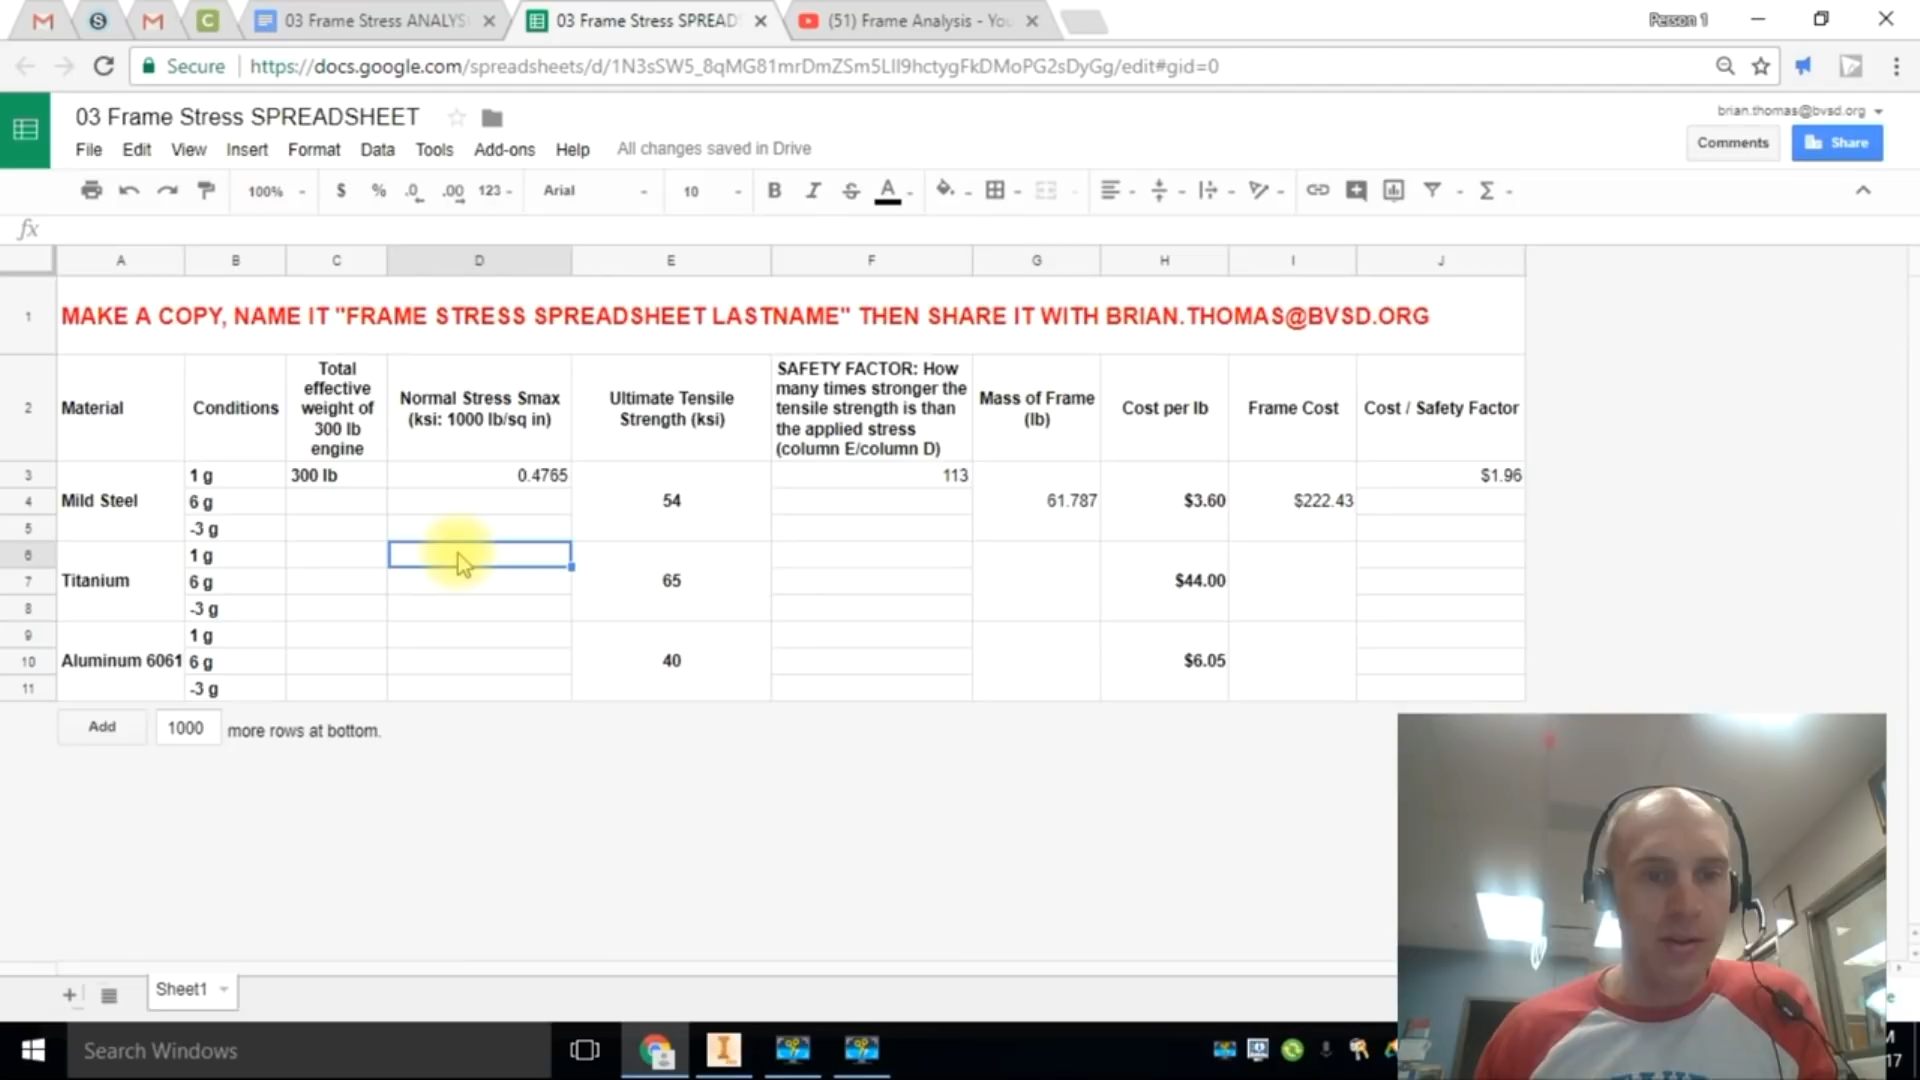 03 Frame Stress ANALYS
03 Frame Stress SPREAD
(51) Frame Analysis - You
Person 1
Secure
https://docs.google.com/spreadsheets/d/1N3sSW5_8qMG81mrDmZSm5LlI9hctygFkDMoPG2sDyGg/edit#gid=0
03 Frame Stress SPREADSHEET
brian.thomas@bvsd.org
File Edit View Insert Format Data Tools Add-ons Help All changes saved in Drive
Comments
Share
100% $ % .0 .00 123 Arial 10 B I S A Σ
fx
A B C D E F G H I J
1 MAKE A COPY, NAME IT "FRAME STRESS SPREADSHEET LASTNAME" THEN SHARE IT WITH BRIAN.THOMAS@BVSD.ORG
2 Material Conditions
Total
effective
weight of
300 lb
engine
Normal Stress Smax
(ksi: 1000 lb/sq in)
Ultimate Tensile
Strength (ksi)
SAFETY FACTOR: How
many times stronger the
tensile strength is than
the applied stress
(column E/column D)
Mass of Frame
(lb)
Cost per lb
Frame Cost
Cost / Safety Factor
3 1 g 300 lb 0.4765 113 $1.96
4 Mild Steel 6 g 54 61.787 $3.60 $222.43
5 -3 g
6 1 g
7 Titanium 6 g 65 $44.00
8 -3 g
9 1 g
10 Aluminum 6061 6 g 40 $6.05
11 -3 g
Add 1000 more rows at bottom.
Sheet1
Search Windows